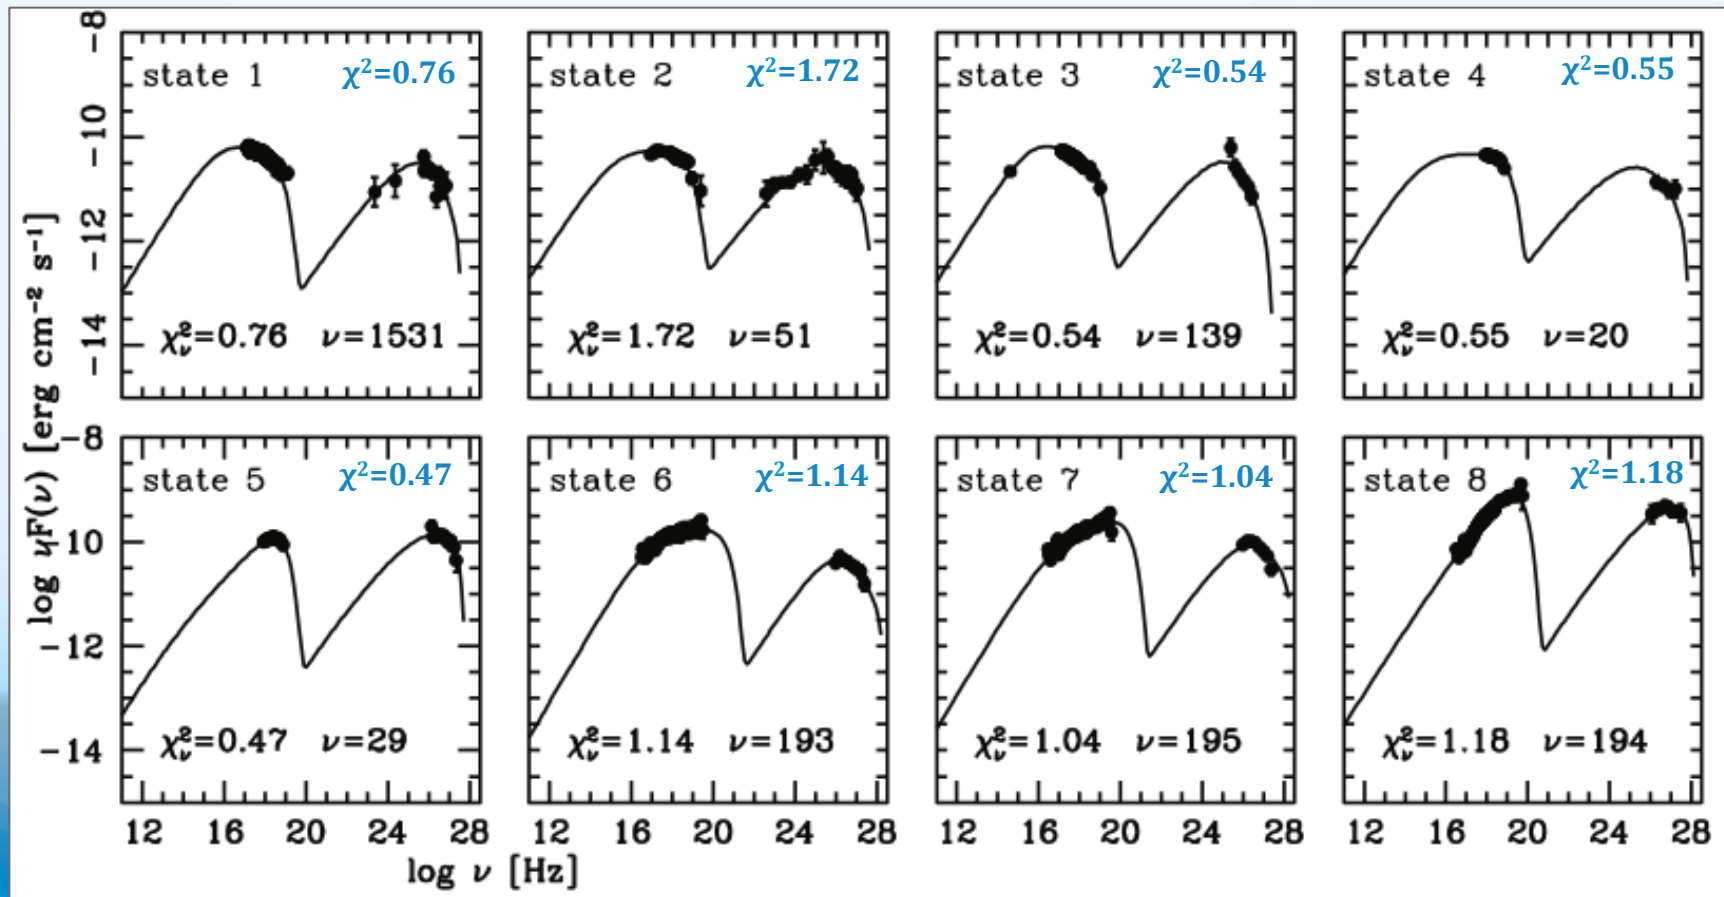 state 1 χ²=0.76
χ²ᵥ=0.76 ν=1531
state 2 χ²=1.72
χ²ᵥ=1.72 ν=51
state 3 χ²=0.54
χ²ᵥ=0.54 ν=139
state 4 χ²=0.55
χ²ᵥ=0.55 ν=20
-8
-10
-12
-14
state 5 χ²=0.47
χ²ᵥ=0.47 ν=29
state 6 χ²=1.14
χ²ᵥ=1.14 ν=193
state 7 χ²=1.04
χ²ᵥ=1.04 ν=195
state 8 χ²=1.18
χ²ᵥ=1.18 ν=194
-8
-10
-12
-14
log νF(ν) [erg cm⁻² s⁻¹]
12 16 20 24 28
12 16 20 24 28
12 16 20 24 28
12 16 20 24 28
log ν [Hz]